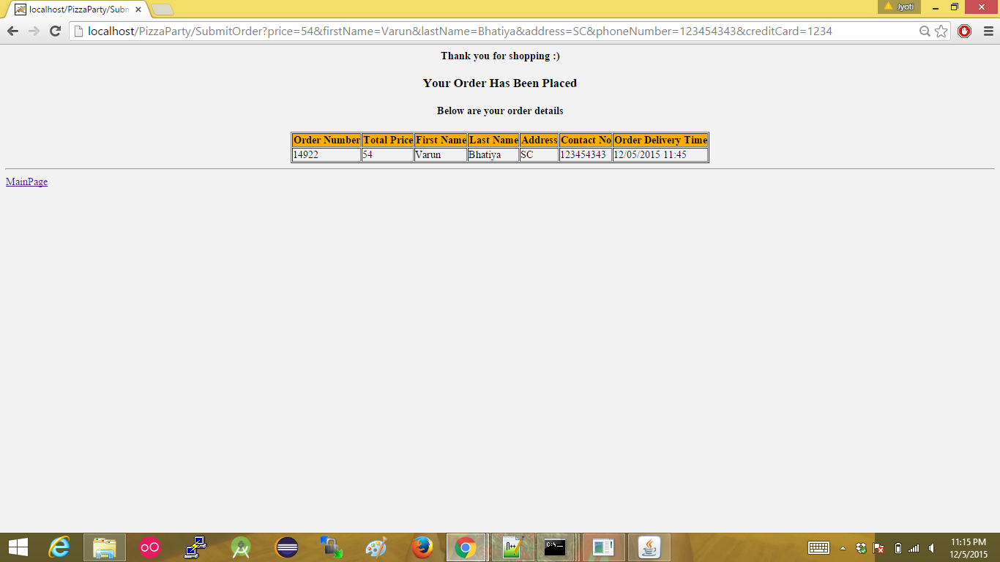 localhost/PizzaParty/Subm
Jyoti
localhost/PizzaParty/SubmitOrder?price=54&firstName=Varun&lastName=Bhatiya&address=SC&phoneNumber=123454343&creditCard=1234
Thank you for shopping :)
Your Order Has Been Placed
Below are your order details
Order Number Total Price First Name Last Name Address Contact No Order Delivery Time
14922 54 Varun Bhatiya SC 123454343 12/05/2015 11:45
MainPage
11:15 PM
12/5/2015